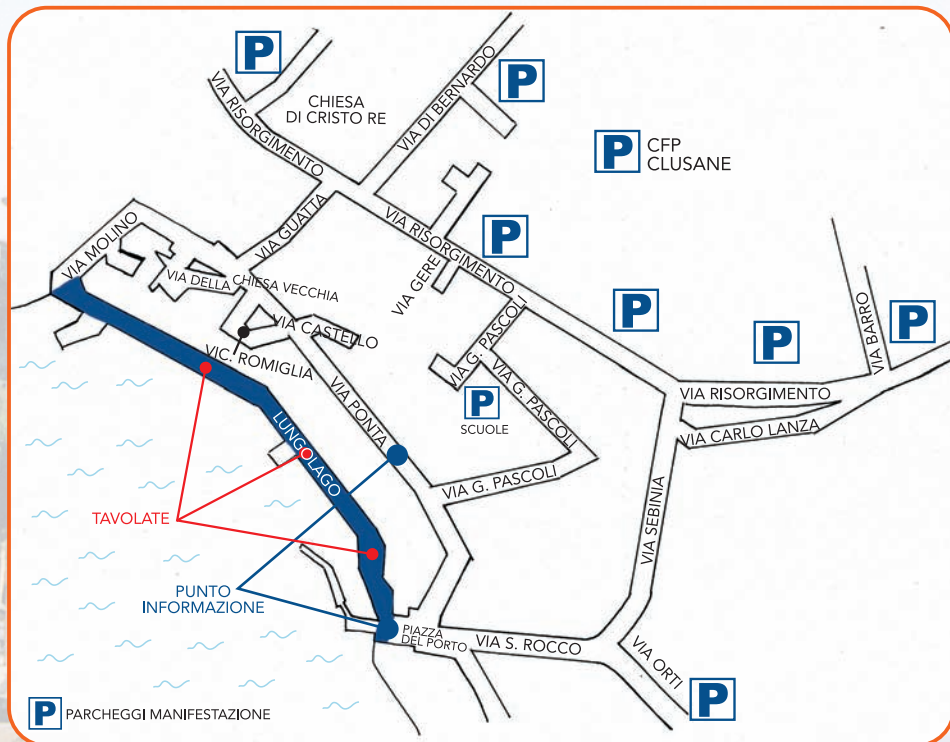 P
P
P
VIA RISORGIMENTO
CHIESA
DI CRISTO RE
VIA DI BERNARDO
P
CFP
CLUSANE
VIA MOLINO
VIA GUATTA
VIA RISORGIMENTO
P
VIA GERE
VIA DELLA CHIESA VECCHIA
VIA CASTELLO
VIC. ROMIGLIA
VIA PONTA
VIA G. PASCOLI
VIA G. PASCOLI
P
P
P
VIA BARRO
VIA RISORGIMENTO
VIA CARLO LANZA
P
SCUOLE
LUNGOLAGO
VIA G. PASCOLI
TAVOLATE
VIA SEBINIA
PUNTO
INFORMAZIONE
PIAZZA
DEL PORTO
VIA S. ROCCO
VIA ORTI
P
P PARCHEGGI MANIFESTAZIONE